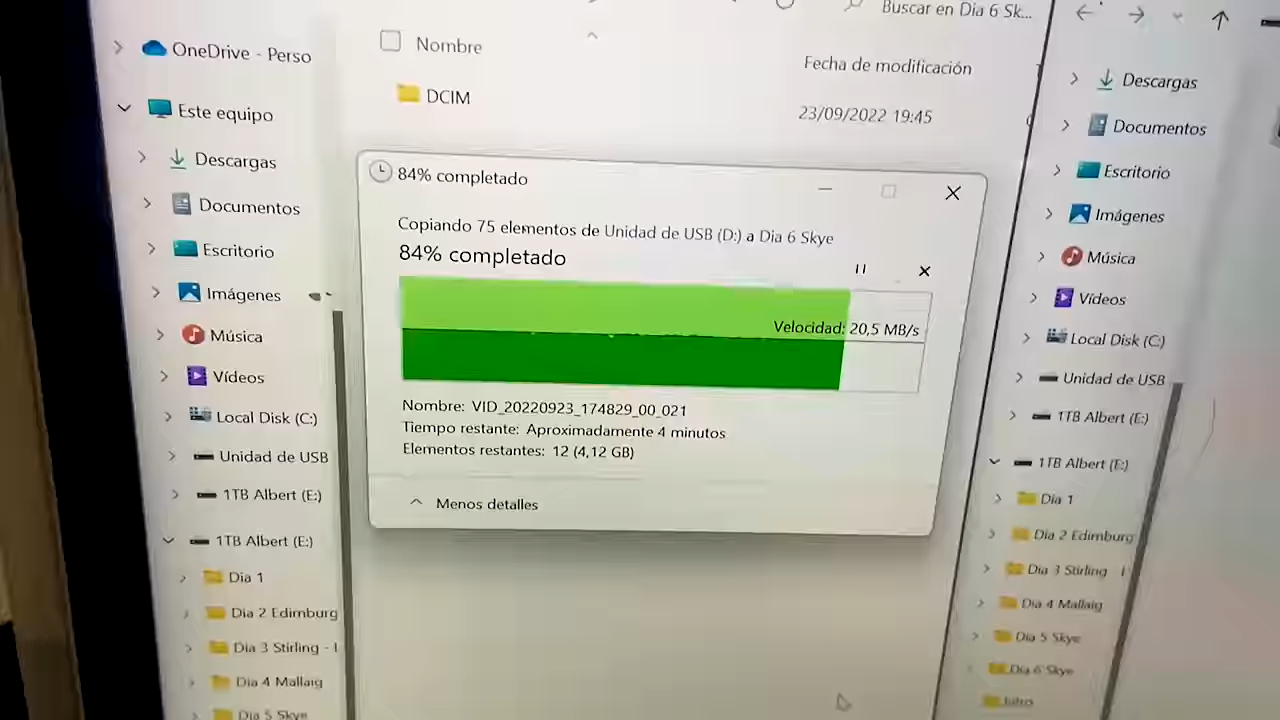 Buscar en Dia 6 Sk...
OneDrive - Perso
Este equipo
Descargas
Documentos
Escritorio
Imágenes
Música
Vídeos
Local Disk (C:)
Unidad de USB
1TB Albert (E:)
1TB Albert (E:)
Dia 1
Dia 2 Edimburg
Dia 3 Stirling - I
Dia 4 Mallaig
Dia 5 Skye
Nombre
Fecha de modificación
DCIM
23/09/2022 19:45
84% completado
Copiando 75 elementos de Unidad de USB (D:) a Dia 6 Skye
84% completado
Velocidad: 20,5 MB/s
Nombre: VID_20220923_174829_00_021
Tiempo restante: Aproximadamente 4 minutos
Elementos restantes: 12 (4,12 GB)
Menos detalles
Descargas
Documentos
Escritorio
Imágenes
Música
Vídeos
Local Disk (C:)
Unidad de USB
1TB Albert (E:)
1TB Albert (E:)
Dia 1
Dia 2 Edimburg
Dia 3 Stirling - I
Dia 4 Mallaig
Dia 5 Skye
Dia 6 Skye